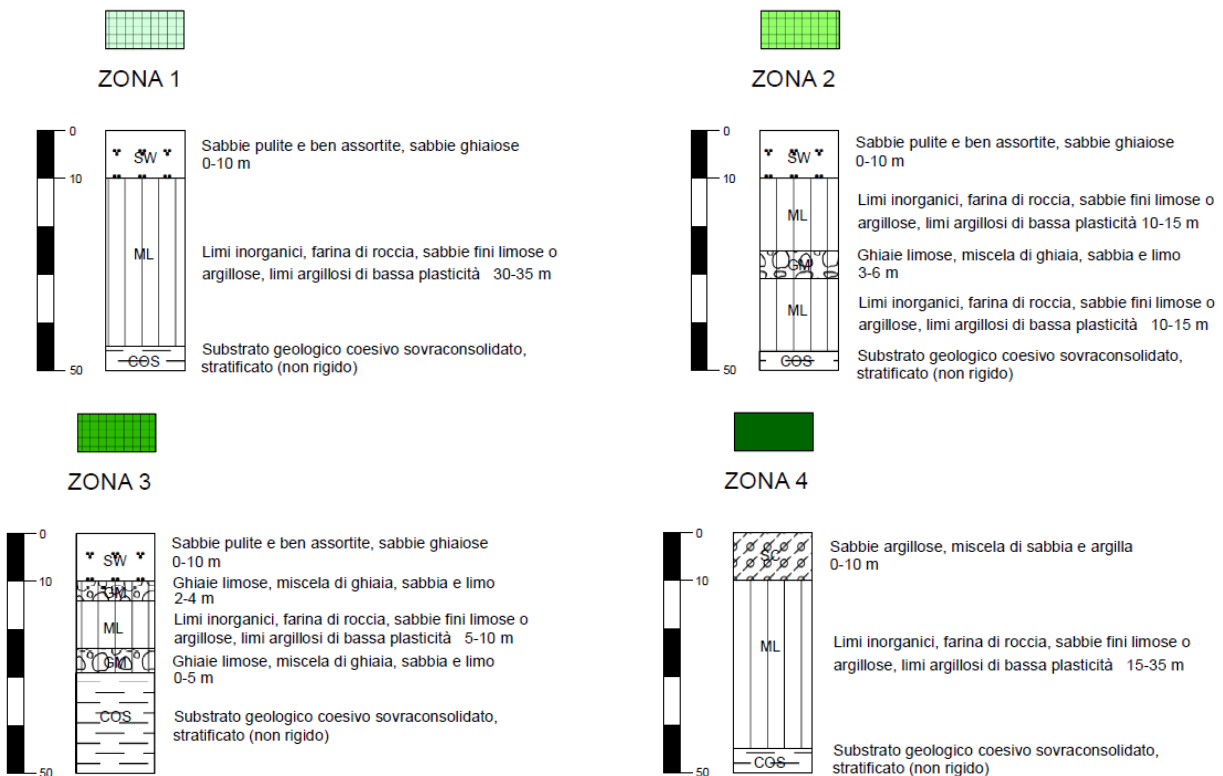 ZONA 1
0
SW
Sabbie pulite e ben assortite, sabbie ghiaiose
0-10 m
10
ML
Limi inorganici, farina di roccia, sabbie fini limose o
argillose, limi argillosi di bassa plasticità 30-35 m
COS
Substrato geologico coesivo sovraconsolidato,
stratificato (non rigido)
50
ZONA 2
0
SW
Sabbie pulite e ben assortite, sabbie ghiaiose
0-10 m
10
ML
Limi inorganici, farina di roccia, sabbie fini limose o
argillose, limi argillosi di bassa plasticità 10-15 m
GM
Ghiaie limose, miscela di ghiaia, sabbia e limo
3-6 m
ML
Limi inorganici, farina di roccia, sabbie fini limose o
argillose, limi argillosi di bassa plasticità 10-15 m
COS
Substrato geologico coesivo sovraconsolidato,
stratificato (non rigido)
50
ZONA 3
0
SW
Sabbie pulite e ben assortite, sabbie ghiaiose
0-10 m
10
GM
Ghiaie limose, miscela di ghiaia, sabbia e limo
2-4 m
ML
Limi inorganici, farina di roccia, sabbie fini limose o
argillose, limi argillosi di bassa plasticità 5-10 m
GM
Ghiaie limose, miscela di ghiaia, sabbia e limo
0-5 m
COS
Substrato geologico coesivo sovraconsolidato,
stratificato (non rigido)
50
ZONA 4
0
SC
Sabbie argillose, miscela di sabbia e argilla
0-10 m
10
ML
Limi inorganici, farina di roccia, sabbie fini limose o
argillose, limi argillosi di bassa plasticità 15-35 m
COS
Substrato geologico coesivo sovraconsolidato,
stratificato (non rigido)
50